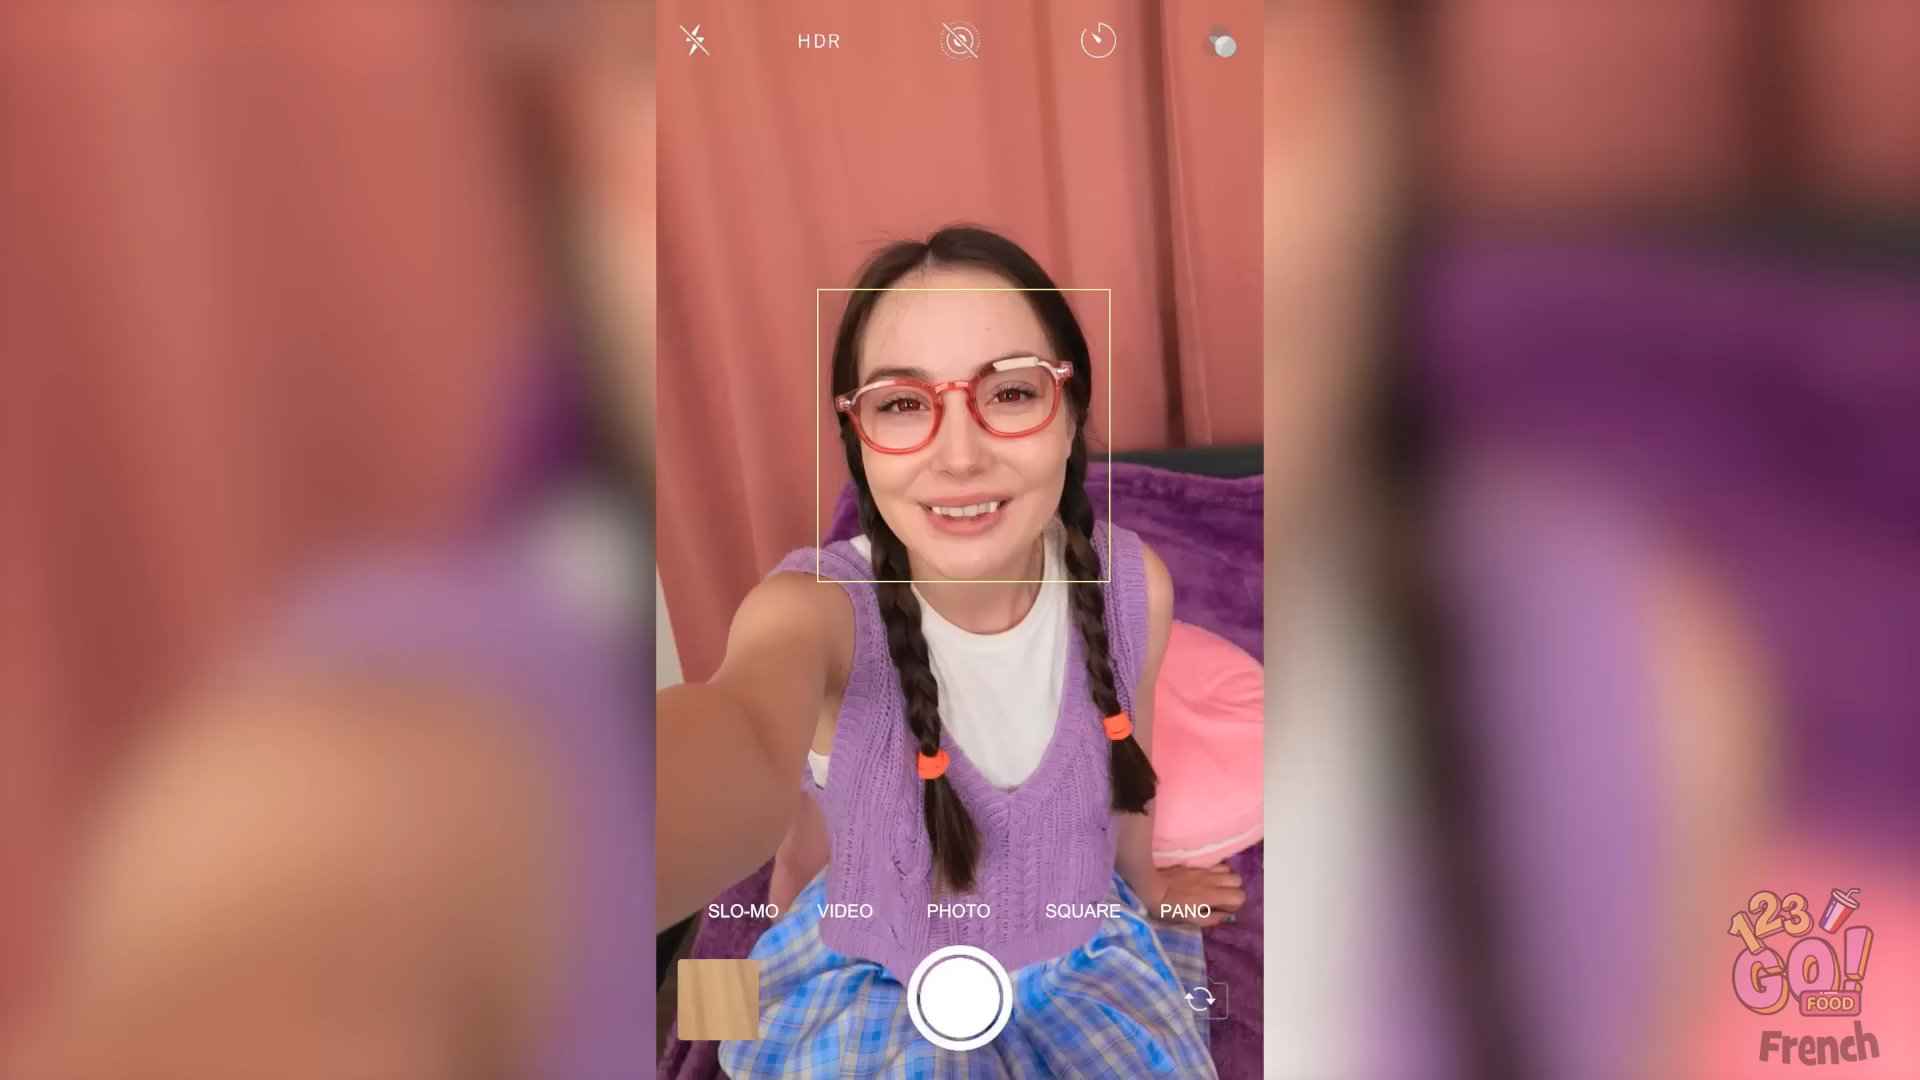 HDR
SLO-MO VIDEO PHOTO SQUARE PANO
123
GO!
FOOD
French